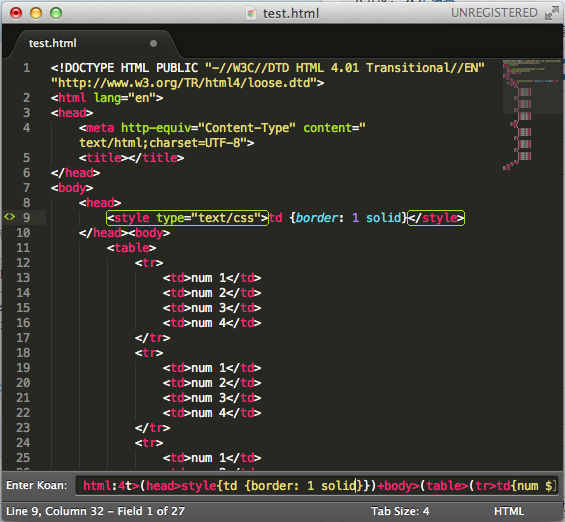 test.html
UNREGISTERED
test.html
1 <!DOCTYPE HTML PUBLIC "-//W3C//DTD HTML 4.01 Transitional//EN"
"http://www.w3.org/TR/html4/loose.dtd">
2 <html lang="en">
3 <head>
4 <meta http-equiv="Content-Type" content="
text/html;charset=UTF-8">
5 <title></title>
6 </head>
7 <body>
8 <head>
<> 9 <style type="text/css">td {border: 1 solid}</style>
10 </head><body>
11 <table>
12 <tr>
13 <td>num 1</td>
14 <td>num 2</td>
15 <td>num 3</td>
16 <td>num 4</td>
17 </tr>
18 <tr>
19 <td>num 1</td>
20 <td>num 2</td>
21 <td>num 3</td>
22 <td>num 4</td>
23 </tr>
24 <tr>
25 <td>num 1</td>
Enter Koan: html:4t>(head>style{td {border: 1 solid}})+body>(table>(tr>td{num $}
Line 9, Column 32 – Field 1 of 27
Tab Size: 4
HTML